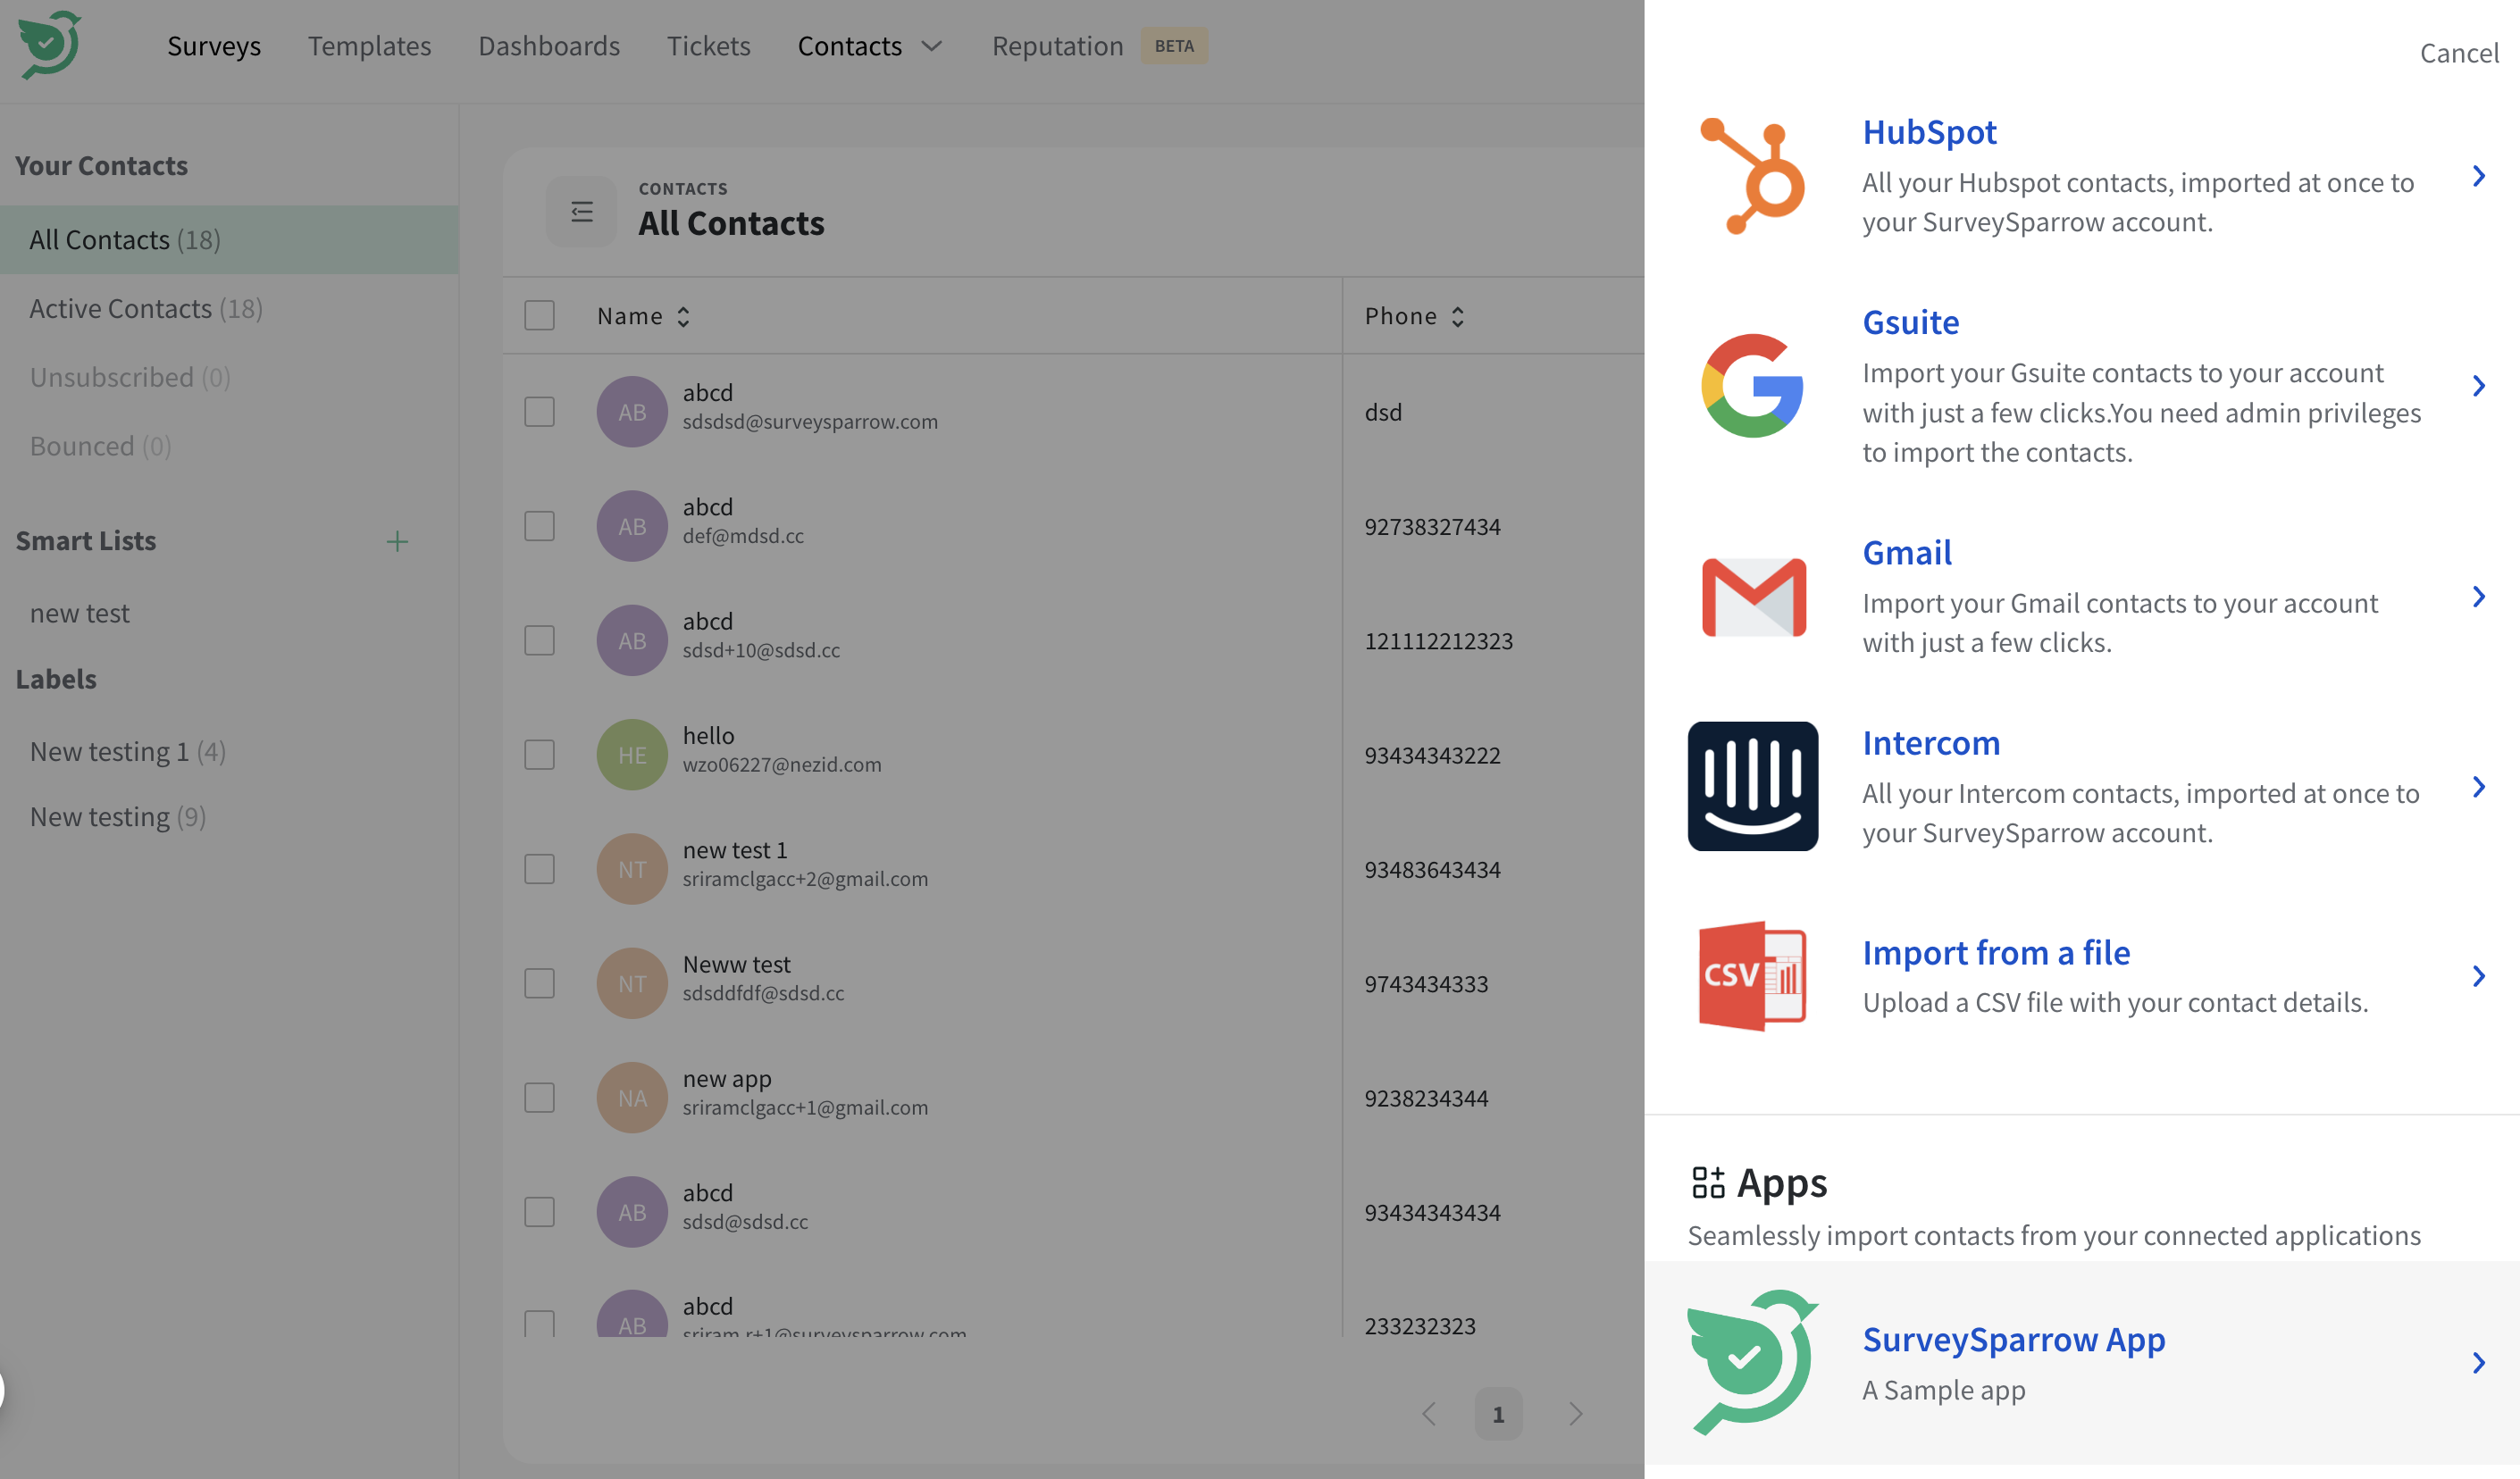 Surveys
Templates
Dashboards
Tickets
Contacts
Reputation
BETA
Cancel
Your Contacts
All Contacts (18)
Active Contacts (18)
Unsubscribed (0)
Bounced (0)
Smart Lists
new test
Labels
New testing 1 (4)
New testing (9)
CONTACTS
All Contacts
Name
Phone
AB
abcd
sdsdsd@surveysparrow.com
dsd
AB
abcd
def@mdsd.cc
92738327434
AB
abcd
sdsd+10@sdsd.cc
121112212323
HE
hello
wzo06227@nezid.com
93434343222
NT
new test 1
sriramclgacc+2@gmail.com
93483643434
NT
Neww test
sdsddfdf@sdsd.cc
9743434333
NA
new app
sriramclgacc+1@gmail.com
9238234344
AB
abcd
sdsd@sdsd.cc
93434343434
AB
abcd
sriram.r+1@surveysparrow.com
233232323
1
HubSpot
All your Hubspot contacts, imported at once to
your SurveySparrow account.
Gsuite
Import your Gsuite contacts to your account
with just a few clicks.You need admin privileges
to import the contacts.
Gmail
Import your Gmail contacts to your account
with just a few clicks.
Intercom
All your Intercom contacts, imported at once to
your SurveySparrow account.
CSV
Import from a file
Upload a CSV file with your contact details.
Apps
Seamlessly import contacts from your connected applications
SurveySparrow App
A Sample app